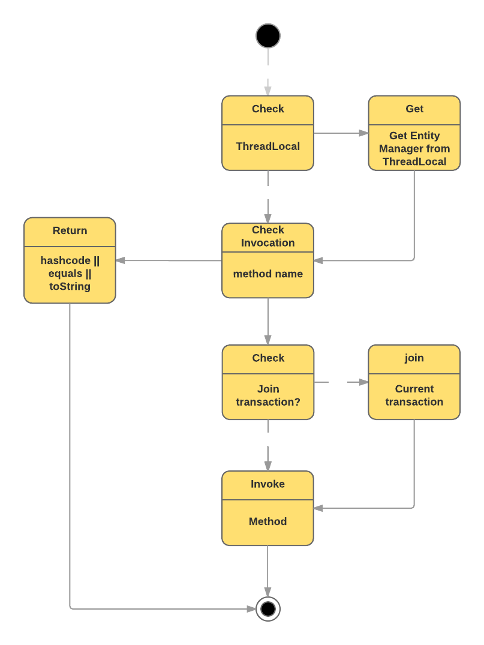 Check
ThreadLocal
Get
Get Entity
Manager from
ThreadLocal
Check
Invocation
method name
Return
hashcode ||
equals ||
toString
Check
Join
transaction?
join
Current
transaction
Invoke
Method